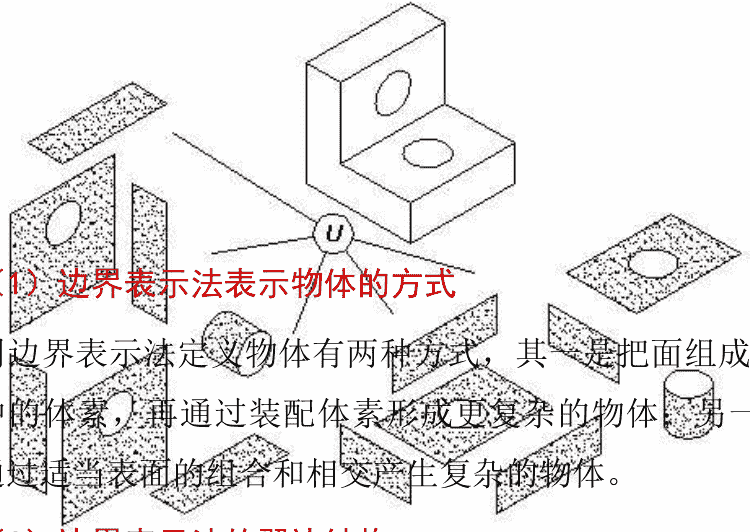 U
（1）边界表示法表示物体的方式
用边界表示法定义物体有两种方式，其一是把面组成
的体素，再通过装配体素形成更复杂的物体；另一
通过适当表面的组合和相交产生复杂的物体。